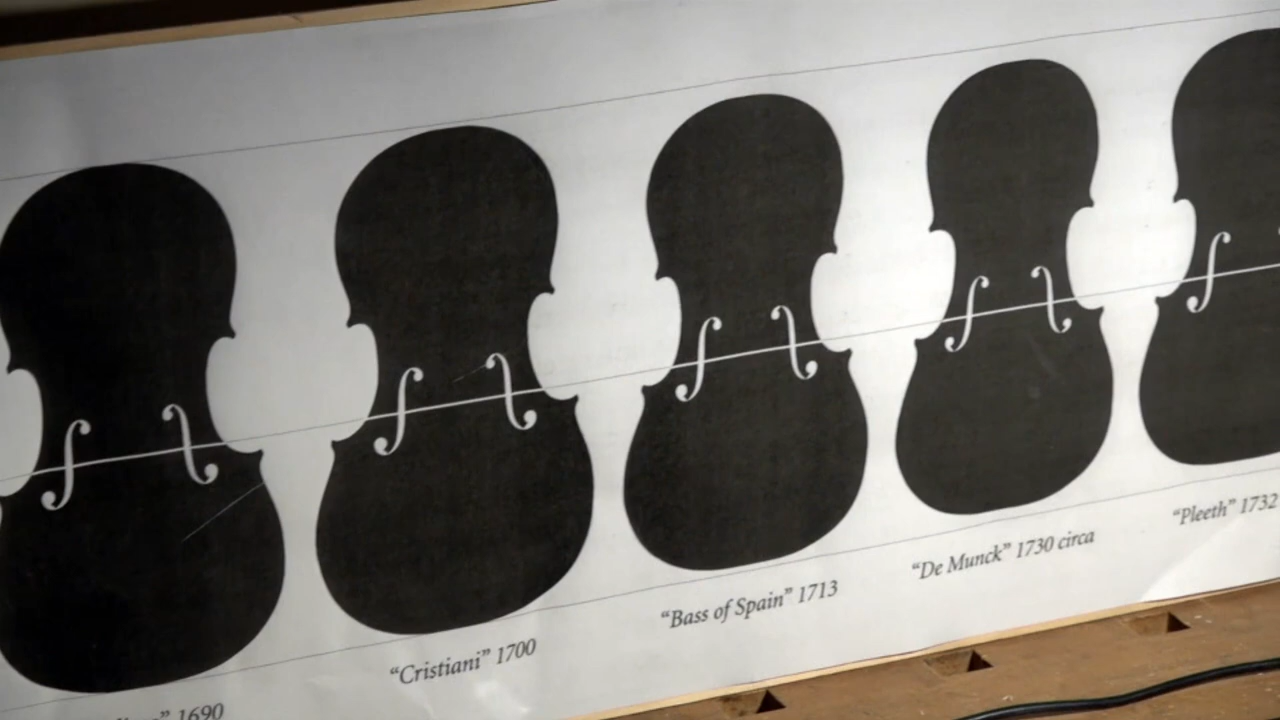 1690
“Cristiani” 1700
“Bass of Spain” 1713
“De Munck” 1730 circa
“Pleeth” 1732